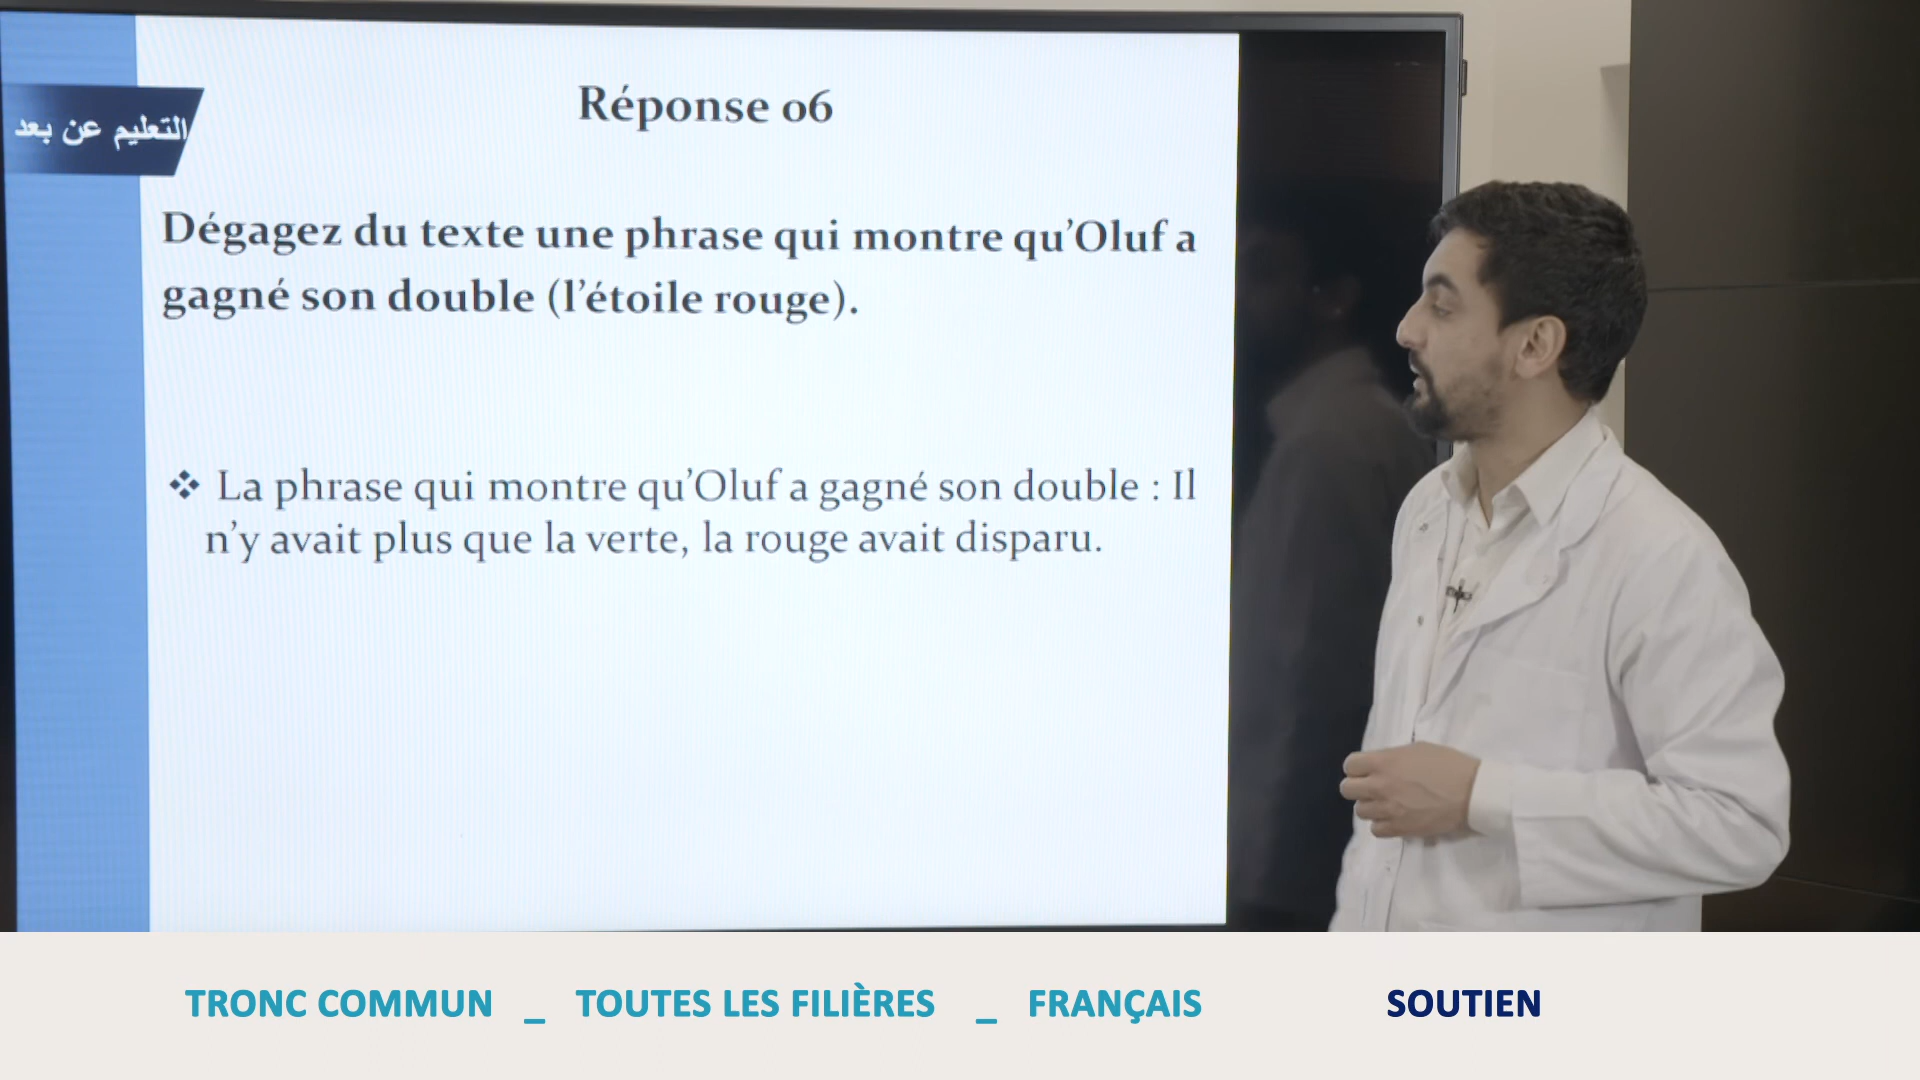 Réponse 06
التعليم عن بعد
Dégagez du texte une phrase qui montre qu’Oluf a
gagné son double (l’étoile rouge).
❖ La phrase qui montre qu’Oluf a gagné son double : Il
n’y avait plus que la verte, la rouge avait disparu.
TRONC COMMUN _ TOUTES LES FILIÈRES _ FRANÇAIS SOUTIEN